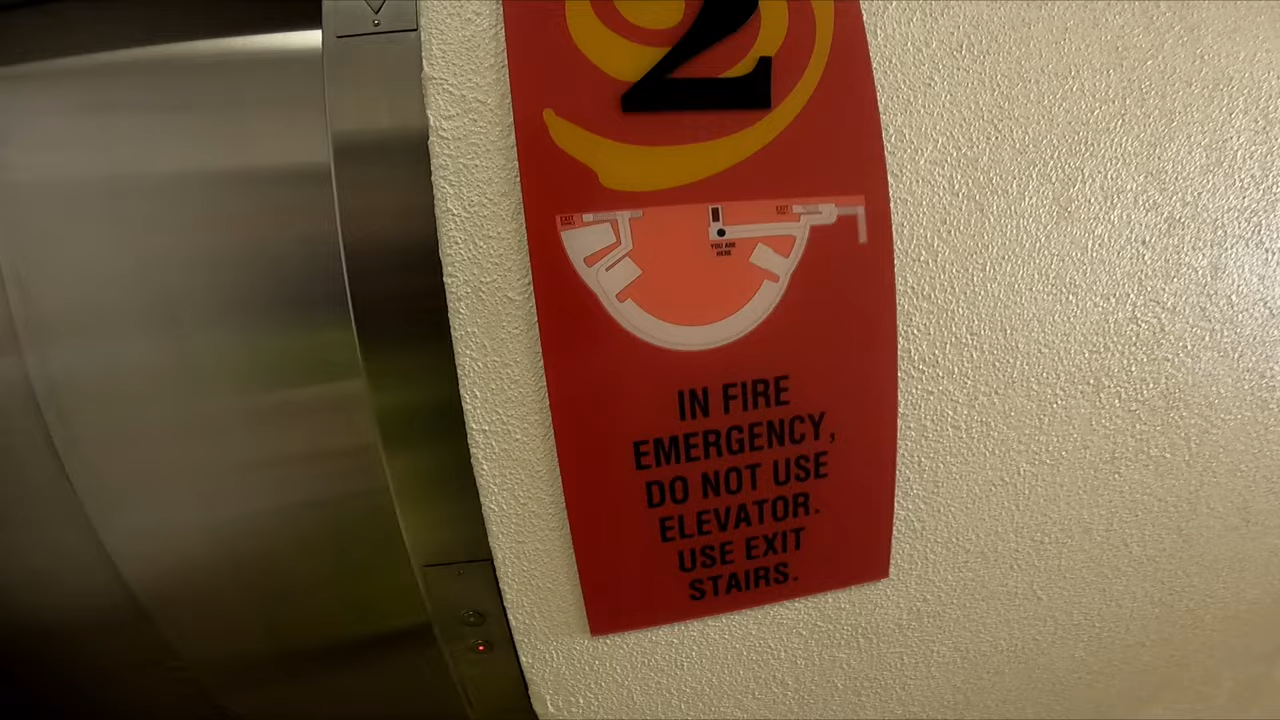 2
EXIT
EXIT
YOU ARE
HERE
IN FIRE
EMERGENCY,
DO NOT USE
ELEVATOR.
USE EXIT
STAIRS.